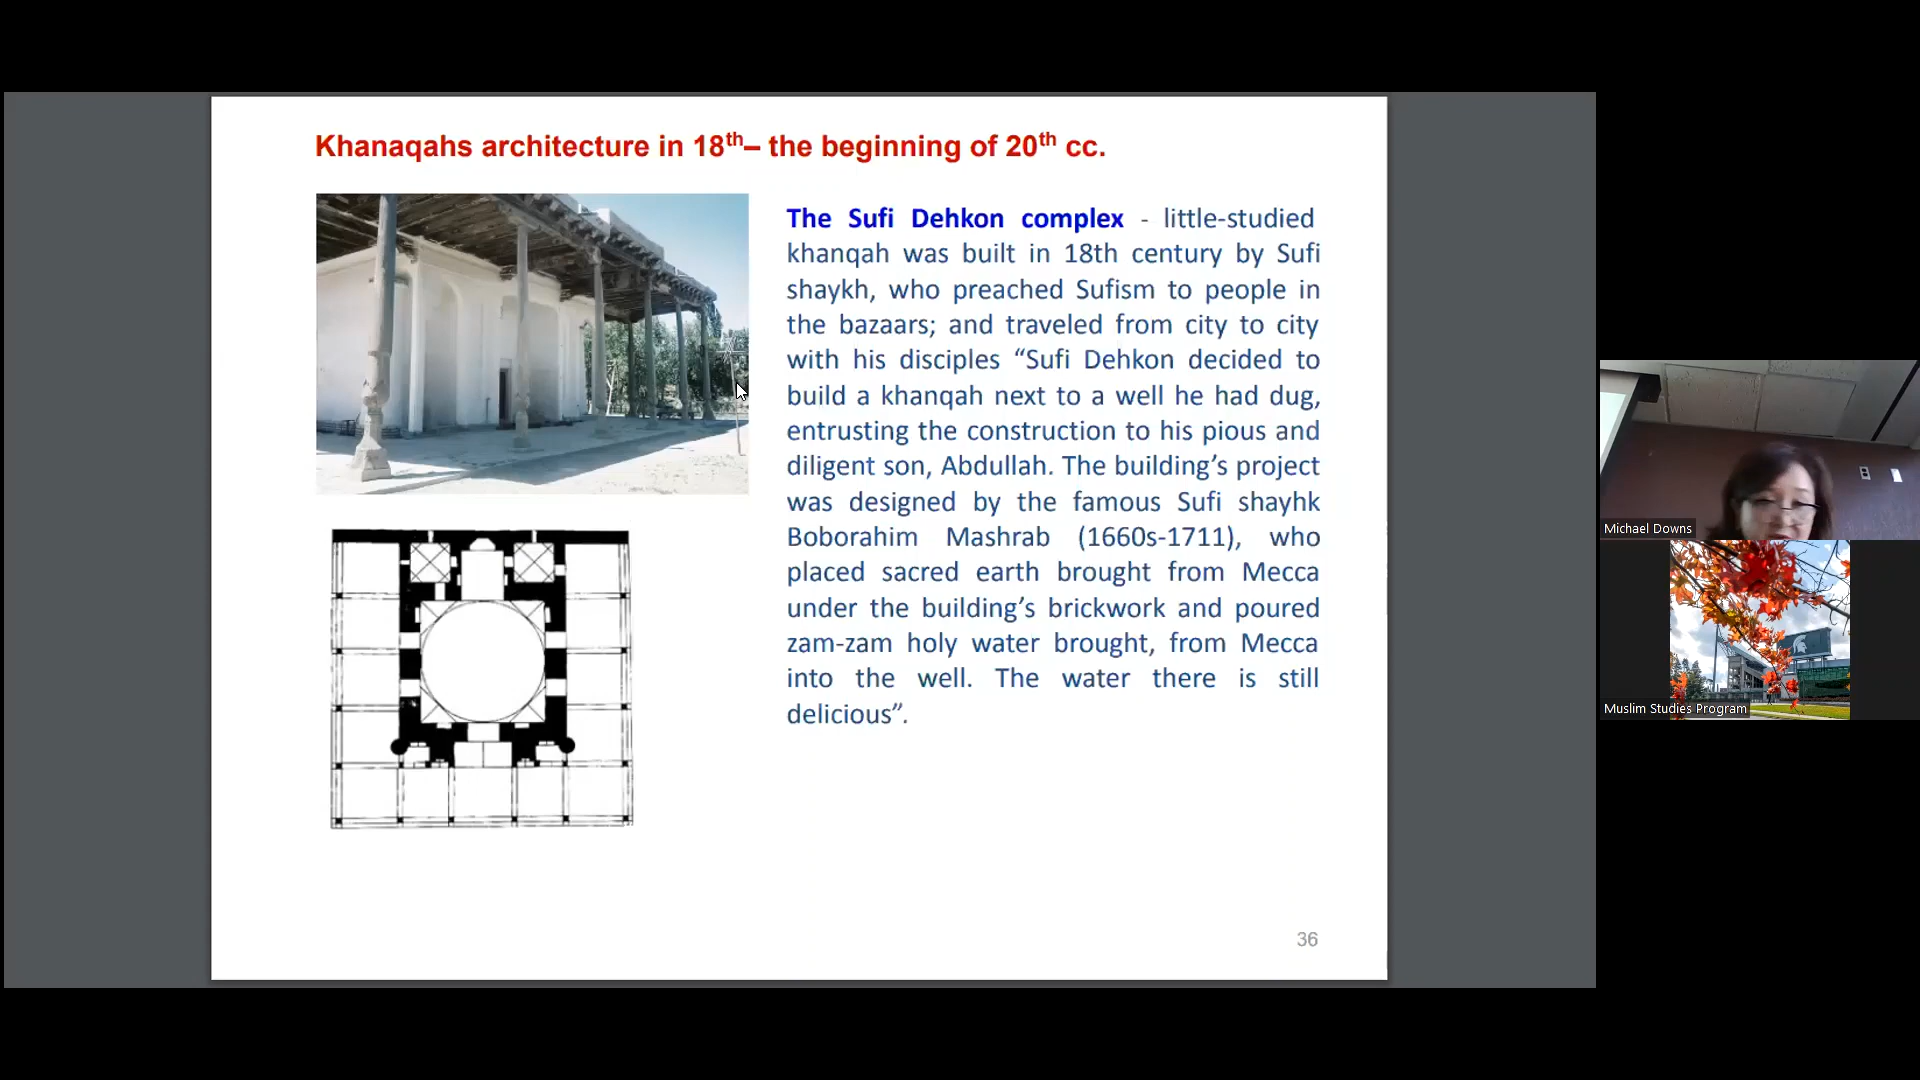 Khanaqahs architecture in 18th– the beginning of 20th cc.
The Sufi Dehkon complex - little-studied
khanqah was built in 18th century by Sufi
shaykh, who preached Sufism to people in
the bazaars; and traveled from city to city
with his disciples “Sufi Dehkon decided to
build a khanqah next to a well he had dug,
entrusting the construction to his pious and
diligent son, Abdullah. The building’s project
was designed by the famous Sufi shayhk
Boborahim Mashrab (1660s-1711), who
placed sacred earth brought from Mecca
under the building’s brickwork and poured
zam-zam holy water brought, from Mecca
into the well. The water there is still
delicious”.
36
Michael Downs
Muslim Studies Program